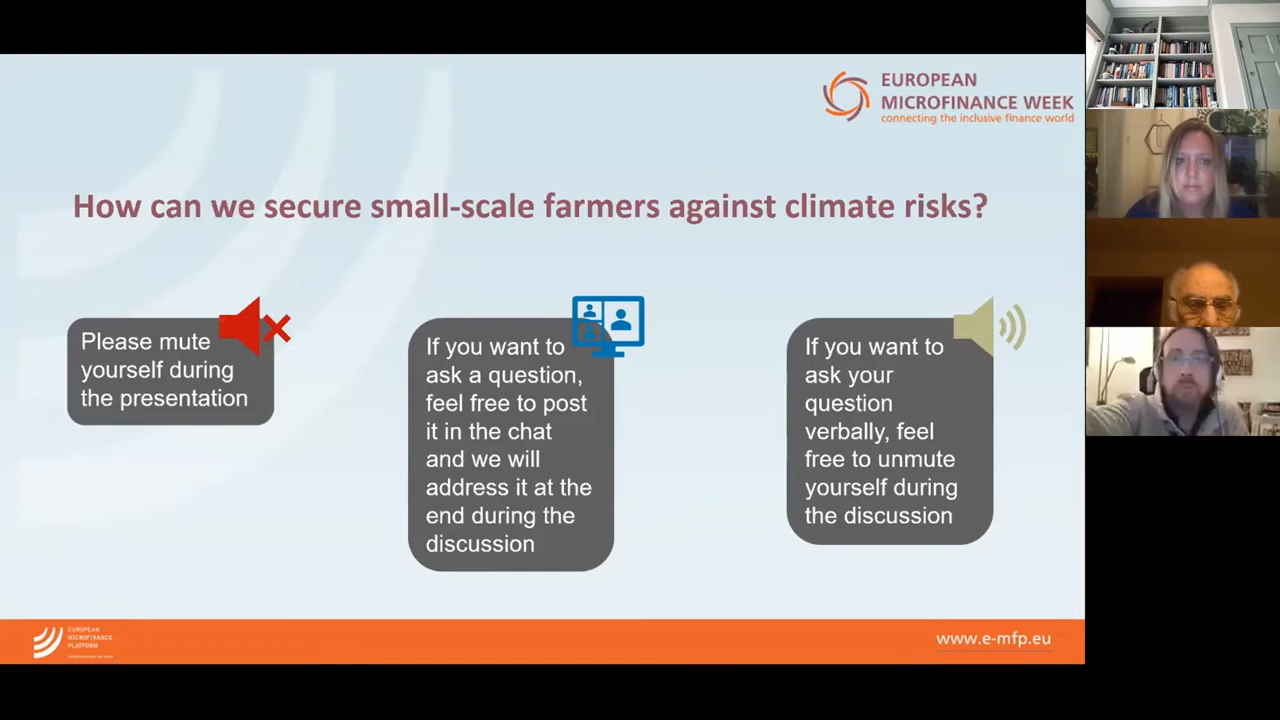 EUROPEAN
MICROFINANCE WEEK
connecting the inclusive finance world
How can we secure small-scale farmers against climate risks?
Please mute
yourself during
the presentation
If you want to
ask a question,
feel free to post
it in the chat
and we will
address it at the
end during the
discussion
If you want to
ask your
question
verbally, feel
free to unmute
yourself during
the discussion
EUROPEAN
MICROFINANCE
PLATFORM
www.e-mfp.eu